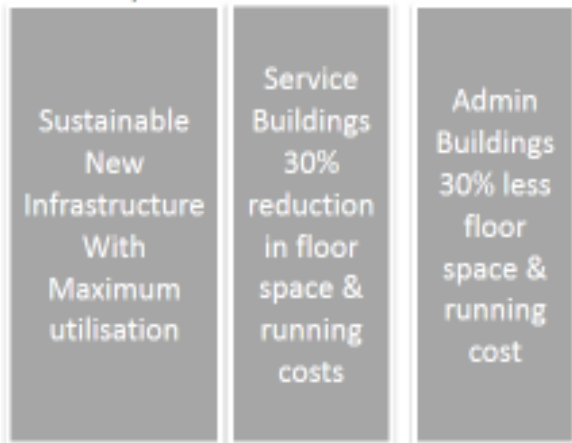 Sustainable
New
Infrastructure
With
Maximum
utilisation
Service
Buildings
30%
reduction
in floor
space &
running
costs
Admin
Buildings
30% less
floor
space &
running
cost